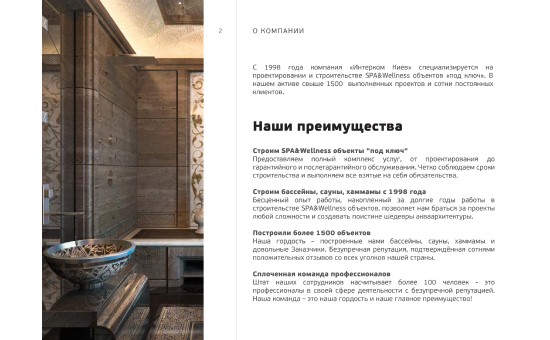 2
О КОМПАНИИ
С 1998 года компания «Интерком Киев» специализируется на
проектировании и строительстве SPA&Wellness объектов «под ключ». В
нашем активе свыше 1500 выполненных проектов и сотни постоянных
клиентов.
Наши преимущества
Строим SPA&Wellness объекты "под ключ"
Предоставляем полный комплекс услуг, от проектирования до
гарантийного и послегарантийного обслуживания. Четко соблюдаем сроки
строительства и выполняем все взятые на себя обязательства.
Строим бассейны, сауны, хаммамы с 1998 года
Бесценный опыт работы, накопленный за долгие годы работы в
строительстве SPA&Wellness объектов, позволяет нам браться за проекты
любой сложности и создавать поистине шедевры акваархитектуры.
Построили более 1500 объектов
Наша гордость – построенные нами бассейны, сауны, хаммамы и
довольные Заказчики. Безупречная репутация, подтверждённая сотнями
положительных отзывов со всех уголков нашей страны.
Сплоченная команда профессионалов
Штат наших сотрудников насчитывает более 100 человек - это
профессионалы в своей сфере деятельности с безупречной репутацией.
Наша команда – это наша гордость и наше главное преимущество!